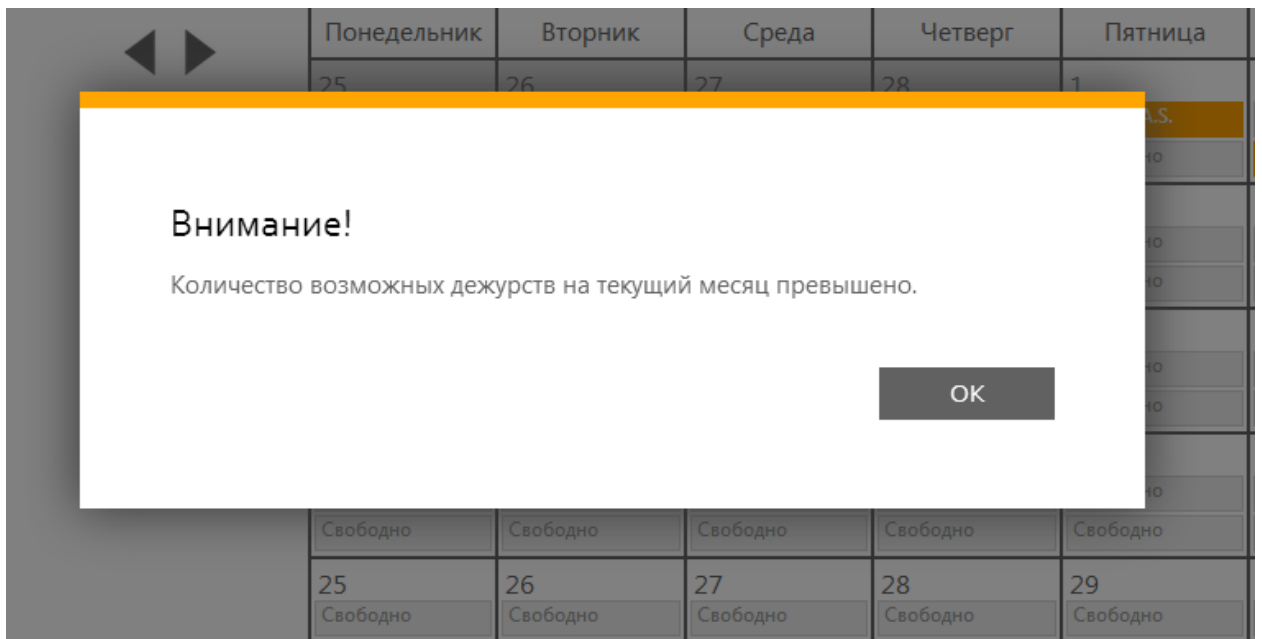 Понедельник Вторник Среда Четверг Пятница
25 26 27 28 1
A.S.
Внимание!
Количество возможных дежурств на текущий месяц превышено.
OK
Свободно Свободно Свободно Свободно Свободно
25 26 27 28 29
Свободно Свободно Свободно Свободно Свободно